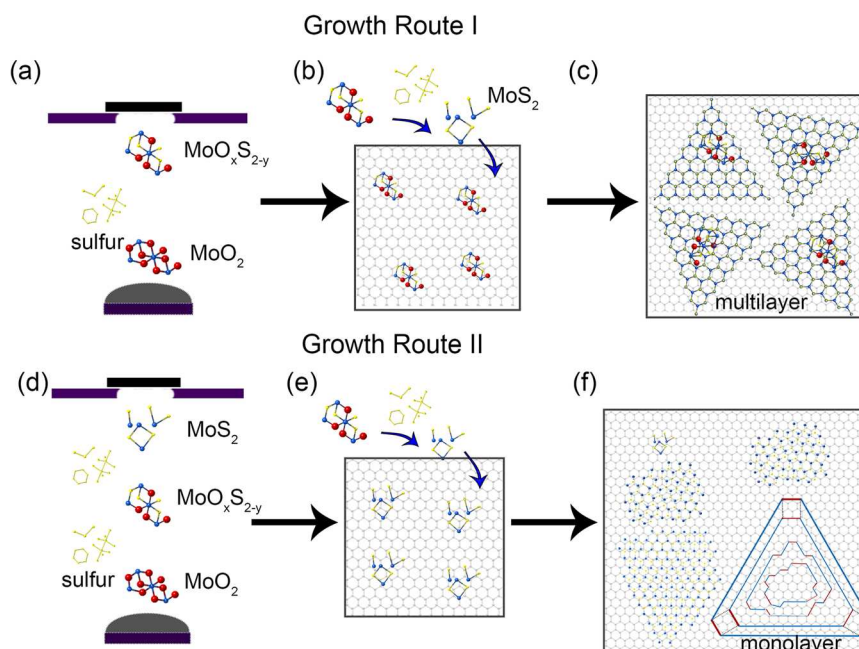 Growth Route I
(a)
(b)
(c)
MoS2
MoOxS2-y
sulfur
MoO2
multilayer
Growth Route II
(d)
(e)
(f)
MoS2
MoOxS2-y
sulfur
MoO2
monolayer